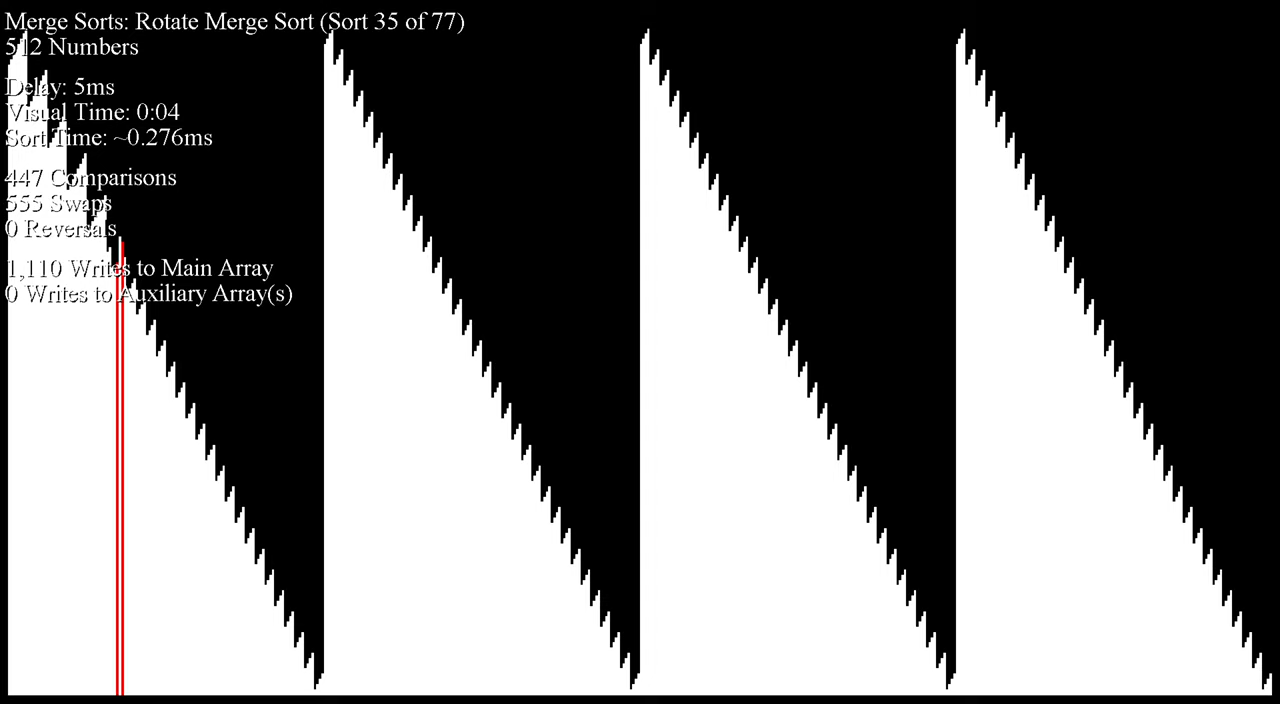 Merge Sorts: Rotate Merge Sort (Sort 35 of 77)
512 Numbers
Delay: 5ms
Visual Time: 0:04
Sort Time: ~0.276ms
447 Comparisons
555 Swaps
0 Reversals
1,110 Writes to Main Array
0 Writes to Auxiliary Array(s)